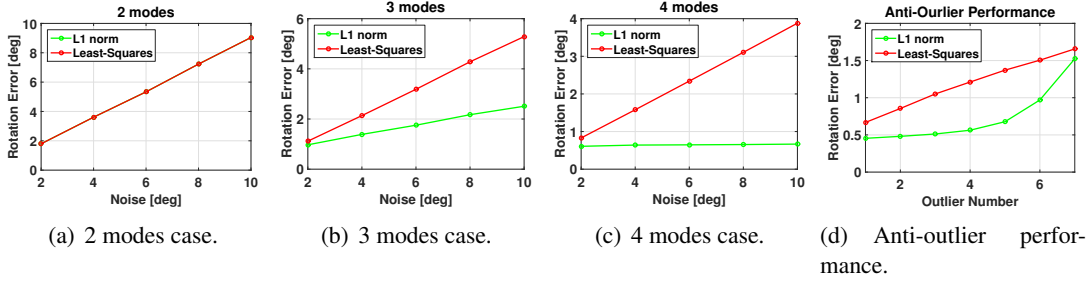 2 modes
Rotation Error [deg]
10
8
6
4
2
0
L1 norm
Least-Squares
2 4 6 8 10
Noise [deg]
(a) 2 modes case.
3 modes
Rotation Error [deg]
6
4
2
0
L1 norm
Least-Squares
2 4 6 8 10
Noise [deg]
(b) 3 modes case.
4 modes
Rotation Error [deg]
4
3
2
1
0
L1 norm
Least-Squares
2 4 6 8 10
Noise [deg]
(c) 4 modes case.
Anti-Ourlier Performance
Rotation Error [deg]
2
1.5
1
0.5
0
L1 norm
Least-Squares
2 4 6
Outlier Number
(d) Anti-outlier perfor-
mance.